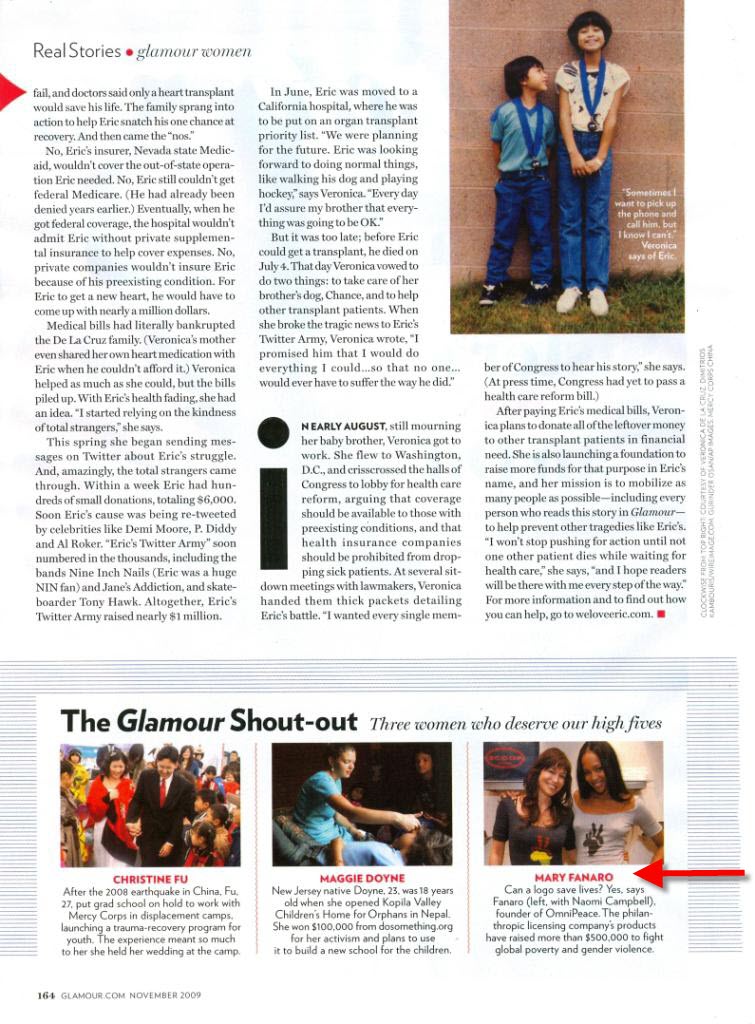 Real Stories • glamour women
fail, and doctors said only a heart transplant
would save his life. The family sprang into
action to help Eric snatch his one chance at
recovery. And then came the “nos.”
No, Eric’s insurer, Nevada state Medic-
aid, wouldn’t cover the out-of-state opera-
tion Eric needed. No, Eric still couldn’t get
federal Medicare. (He had already been
denied years earlier.) Eventually, when he
got federal coverage, the hospital wouldn’t
admit Eric without private supplemen-
tal insurance to help cover expenses. No,
private companies wouldn’t insure Eric
because of his preexisting condition. For
Eric to get a new heart, he would have to
come up with nearly a million dollars.
Medical bills had literally bankrupted
the De La Cruz family. (Veronica’s mother
even shared her own heart medication with
Eric when he couldn’t afford it.) Veronica
helped as much as she could, but the bills
piled up. With Eric’s health fading, she had
an idea. “I started relying on the kindness
of total strangers,” she says.
This spring she began sending mes-
sages on Twitter about Eric’s struggle.
And, amazingly, the total strangers came
through. Within a week Eric had hun-
dreds of small donations, totaling $6,000.
Soon Eric’s cause was being re-tweeted
by celebrities like Demi Moore, P. Diddy
and Al Roker. “Eric’s Twitter Army” soon
numbered in the thousands, including the
bands Nine Inch Nails (Eric was a huge
NIN fan) and Jane’s Addiction, and skate-
boarder Tony Hawk. Altogether, Eric’s
Twitter Army raised nearly $1 million.
In June, Eric was moved to a
California hospital, where he was
to be put on an organ transplant
priority list. “We were planning
for the future. Eric was looking
forward to doing normal things,
like walking his dog and playing
hockey,” says Veronica. “Every day
I’d assure my brother that every-
thing was going to be OK.”
But it was too late; before Eric
could get a transplant, he died on
July 4. That day Veronica vowed to
do two things: to take care of her
brother’s dog, Chance, and to help
other transplant patients. When
she broke the tragic news to Eric’s
Twitter Army, Veronica wrote, “I
promised him that I would do
everything I could...so that no one...
would ever have to suffer the way he did.”
iN EARLY AUGUST, still mourning
her baby brother, Veronica got to
work. She flew to Washington,
D.C., and crisscrossed the halls of
Congress to lobby for health care
reform, arguing that coverage
should be available to those with
preexisting conditions, and that
health insurance companies
should be prohibited from drop-
ping sick patients. At several sit-
down meetings with lawmakers, Veronica
handed them thick packets detailing
Eric’s battle. “I wanted every single mem-
“Sometimes I
want to pick up
the phone and
call him, but
I know I can’t,”
Veronica
says of Eric.
ber of Congress to hear his story,” she says.
(At press time, Congress had yet to pass a
health care reform bill.)
After paying Eric’s medical bills, Veron-
ica plans to donate all of the leftover money
to other transplant patients in financial
need. She is also launching a foundation to
raise more funds for that purpose in Eric’s
name, and her mission is to mobilize as
many people as possible—including every
person who reads this story in Glamour—
to help prevent other tragedies like Eric’s.
“I won’t stop pushing for action until not
one other patient dies while waiting for
health care,” she says, “and I hope readers
will be there with me every step of the way.”
For more information and to find out how
you can help, go to weloveeric.com.
CLOCKWISE FROM TOP RIGHT: COURTESY OF VERONICA DE LA CRUZ; DIMITRIOS
KAMBOURIS/WIREIMAGE.COM; GURINDER OSAN/AP IMAGES; MERCY CORPS CHINA
The Glamour Shout-out Three women who deserve our high fives
CHRISTINE FU
After the 2008 earthquake in China, Fu,
27, put grad school on hold to work with
Mercy Corps in displacement camps,
launching a trauma-recovery program for
youth. The experience meant so much
to her she held her wedding at the camp.
MAGGIE DOYNE
New Jersey native Doyne, 23, was 18 years
old when she opened Kopila Valley
Children’s Home for Orphans in Nepal.
She won $100,000 from dosomething.org
for her activism and plans to use
it to build a new school for the children.
SCOOP
MARY FANARO
Can a logo save lives? Yes, says
Fanaro (left, with Naomi Campbell),
founder of OmniPeace. The philan-
thropic licensing company’s products
have raised more than $500,000 to fight
global poverty and gender violence.
164 GLAMOUR.COM NOVEMBER 2009